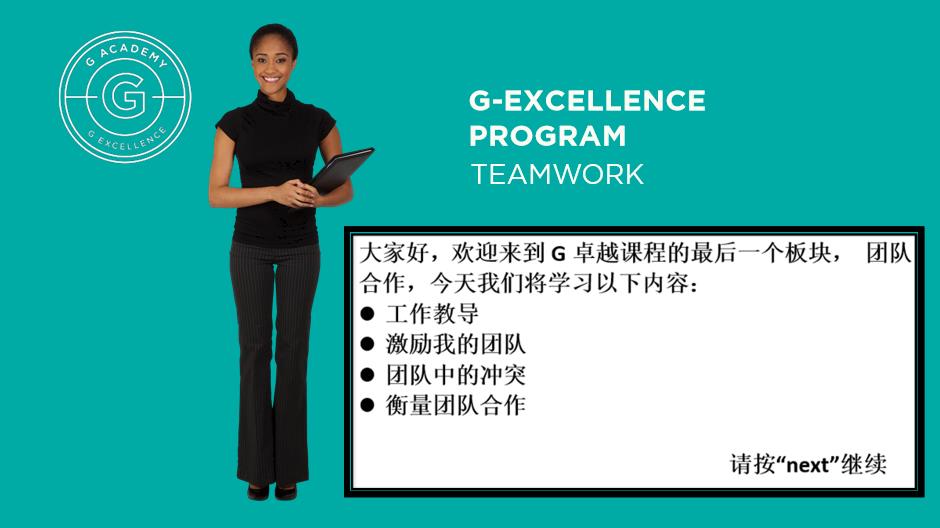 G ACADEMY
G
G EXCELLENCE
G-EXCELLENCE
PROGRAM
TEAMWORK
大家好，欢迎来到 G 卓越课程的最后一个板块， 团队
合作，今天我们将学习以下内容：
● 工作教导
● 激励我的团队
● 团队中的冲突
● 衡量团队合作
请按“next”继续